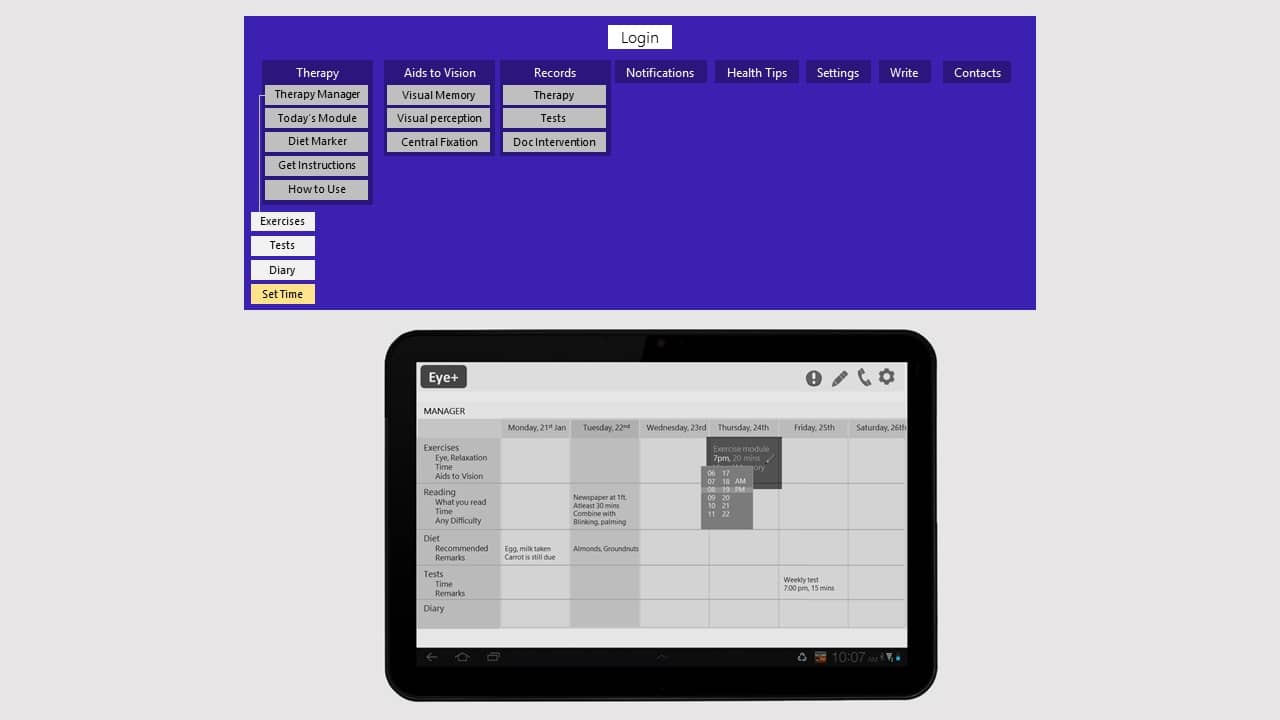 Login
Therapy Aids to Vision Records Notifications Health Tips Settings Write Contacts
Therapy Manager Visual Memory Therapy
Today's Module Visual perception Tests
Diet Marker Central Fixation Doc Intervention
Get Instructions
How to Use
Exercises
Tests
Diary
Set Time
Eye+
MANAGER
Monday, 21st Jan Tuesday, 22nd Wednesday, 23rd Thursday, 24th Friday, 25th Saturday, 26th
Exercises
Eye, Relaxation
Time
Aids to Vision
Exercise module
7pm, 20 mins
06 17
07 18 AM
08 19 PM
09 20
10 21
11 22
Reading
What you read
Time
Any Difficulty
Newspaper at 1ft.
Atleast 30 mins
Combine with
Blinking, palming
Diet
Recommended
Remarks
Egg, milk taken
Carrot is still due
Almonds, Groundnuts
Tests
Time
Remarks
Weekly test
7:00 pm, 15 mins
Diary
10:07 AM